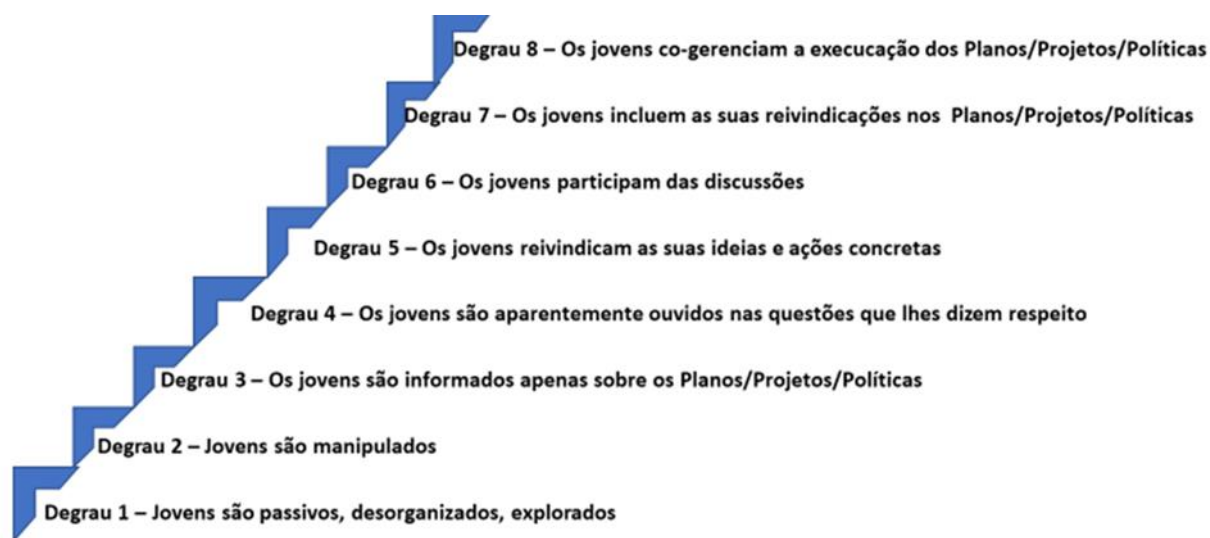 Degrau 8 – Os jovens co-gerenciam a execucação dos Planos/Projetos/Políticas
Degrau 7 – Os jovens incluem as suas reivindicações nos Planos/Projetos/Políticas
Degrau 6 – Os jovens participam das discussões
Degrau 5 – Os jovens reivindicam as suas ideias e ações concretas
Degrau 4 – Os jovens são aparentemente ouvidos nas questões que lhes dizem respeito
Degrau 3 – Os jovens são informados apenas sobre os Planos/Projetos/Políticas
Degrau 2 – Jovens são manipulados
Degrau 1 – Jovens são passivos, desorganizados, explorados